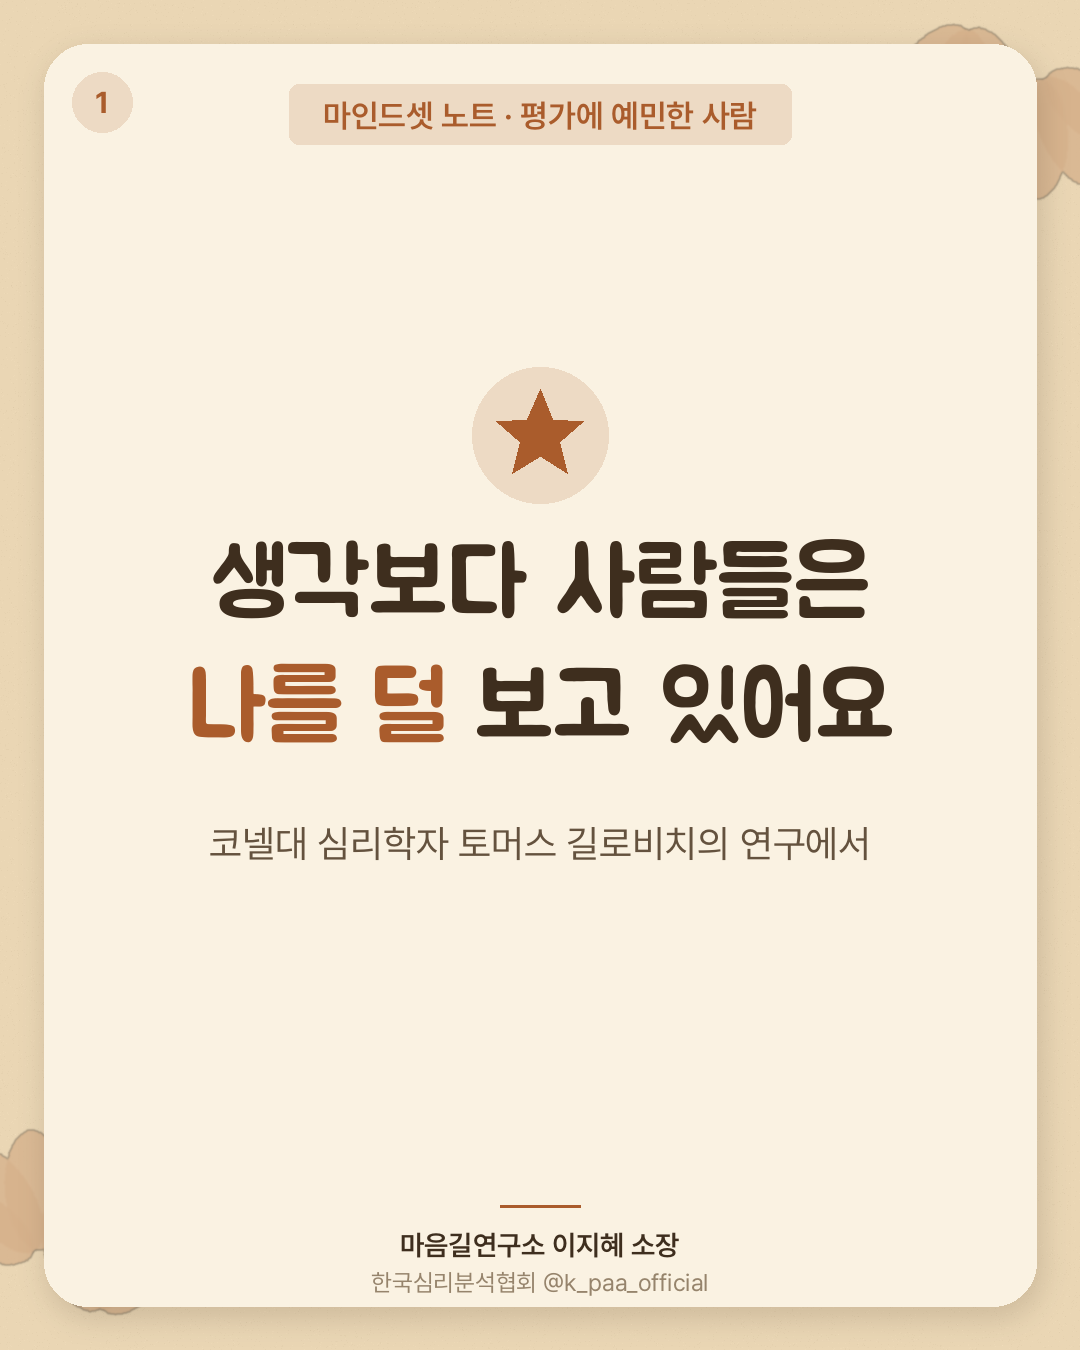 1
마인드셋 노트 · 평가에 예민한 사람
생각보다 사람들은
나를 덜 보고 있어요
코넬대 심리학자 토머스 길로비치의 연구에서
마음길연구소 이지혜 소장
한국심리분석협회 @k_paa_official